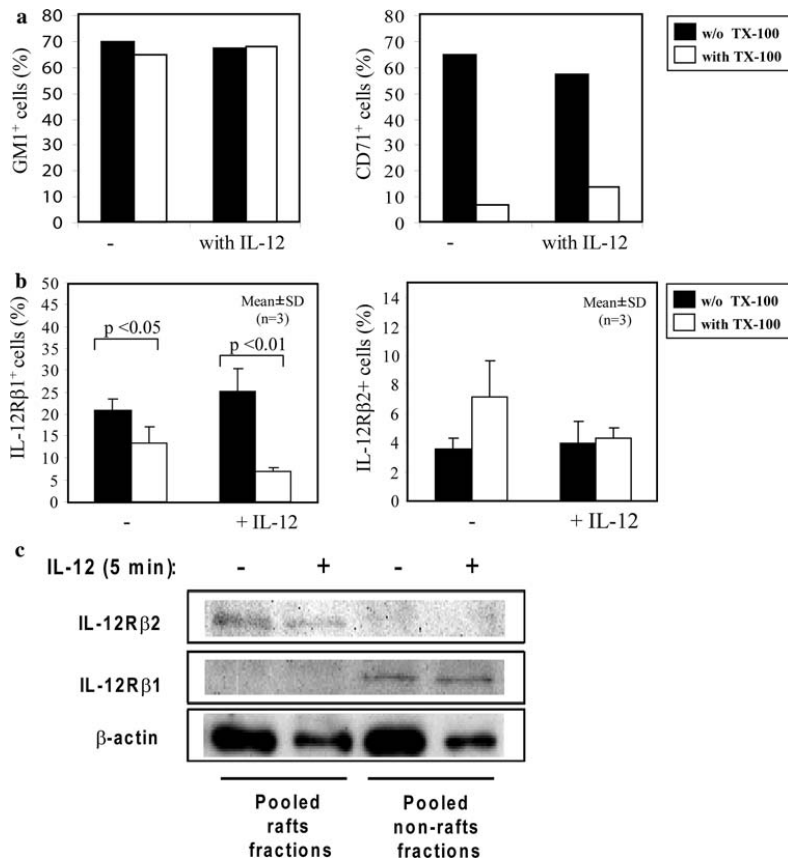 a
80
70
60
50
40
30
20
10
0
GM1⁺ cells (%)
-
with IL-12
80
70
60
50
40
30
20
10
0
CD71⁺ cells (%)
-
with IL-12
w/o TX-100
with TX-100
b
50
45
40
35
30
25
20
15
10
5
0
IL-12Rβ1⁺ cells (%)
Mean±SD
(n=3)
p <0.05
p <0.01
-
+ IL-12
14
12
10
8
6
4
2
0
IL-12Rβ2+ cells (%)
Mean±SD
(n=3)
-
+ IL-12
w/o TX-100
with TX-100
c
IL-12 (5 min): - + - +
IL-12Rβ2
IL-12Rβ1
β-actin
Pooled
rafts
fractions
Pooled
non-rafts
fractions